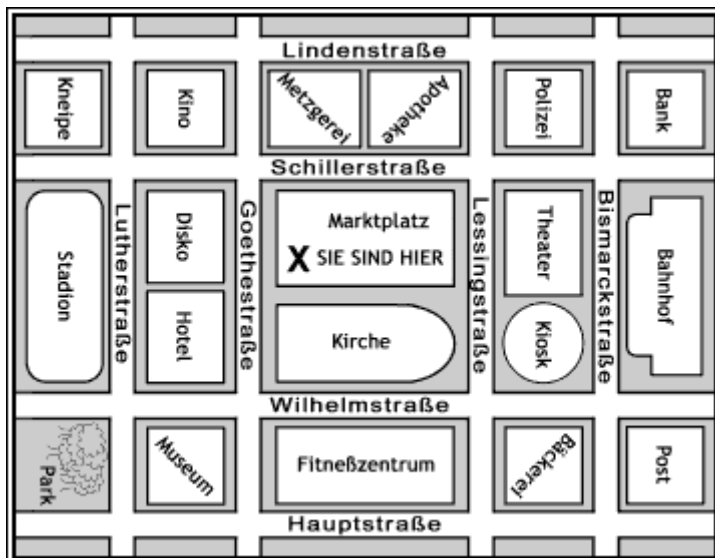 Lindenstraße
Kneipe
Kino
Metzgerei
Apotheke
Polizei
Bank
Schillerstraße
Stadion
Lutherstraße
Disko
Hotel
Goethestraße
Marktplatz
X SIE SIND HIER
Kirche
Lessingstraße
Theater
Kiosk
Bismarckstraße
Bahnhof
Wilhelmstraße
Park
Museum
Fitneßzentrum
Bäckerei
Post
Hauptstraße